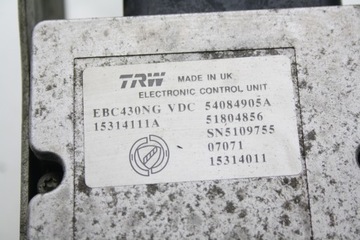 TRW MADE IN UK
ELECTRONIC CONTROL UNIT
EBC430NG VDC 54084905A
15314111A 51804856
SN5109755
07071
15314011